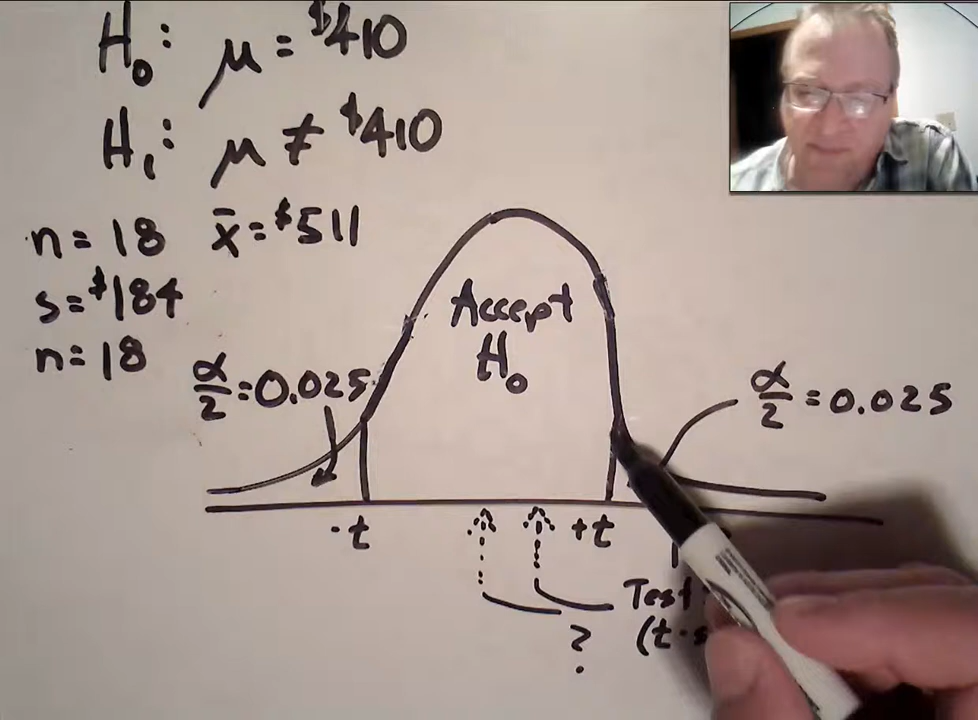 H₀: μ = $410
H₁: μ ≠ $410
n = 18 x̄ = $511
s = $184
n = 18
Accept
H₀
α/2 = 0.025
α/2 = 0.025
-t
+t
Test
?